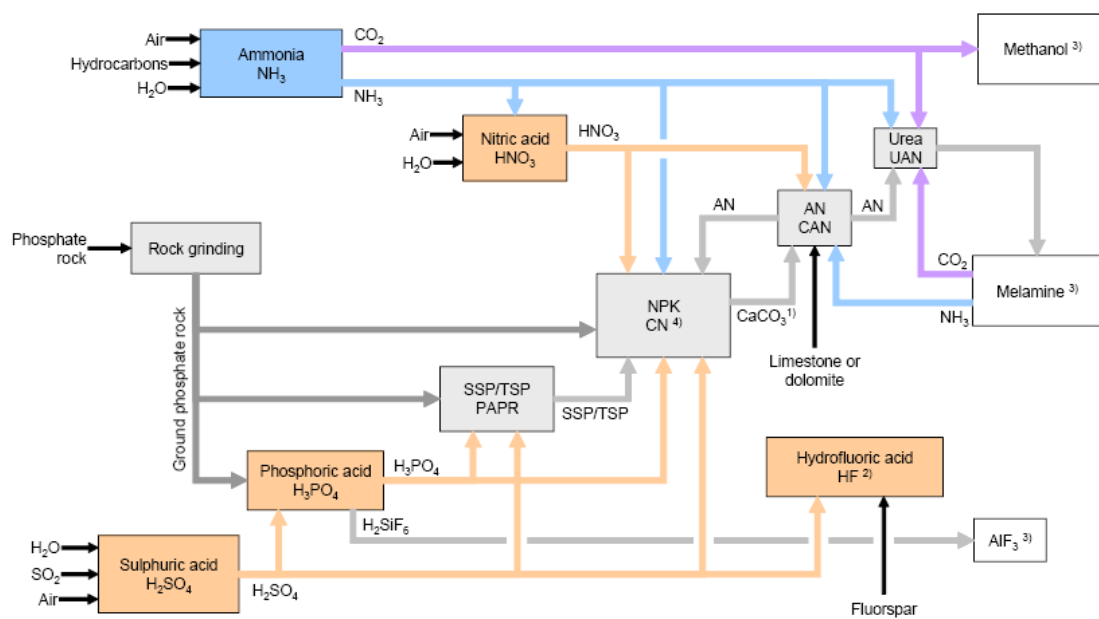 Air
Hydrocarbons
H₂O
Ammonia
NH₃
CO₂
NH₃
Methanol ³⁾
Air
H₂O
Nitric acid
HNO₃
HNO₃
Urea
UAN
AN
AN
CAN
AN
Phosphate
rock
Rock grinding
CO₂
Melamine ³⁾
NH₃
NPK
CN ⁴⁾
CaCO₃¹⁾
Limestone or
dolomite
Ground phosphate rock
SSP/TSP
PAPR
SSP/TSP
Phosphoric acid
H₃PO₄
H₃PO₄
H₂SiF₆
Hydrofluoric acid
HF ²⁾
H₂O
SO₂
Air
Sulphuric acid
H₂SO₄
H₂SO₄
AlF₃ ³⁾
Fluorspar